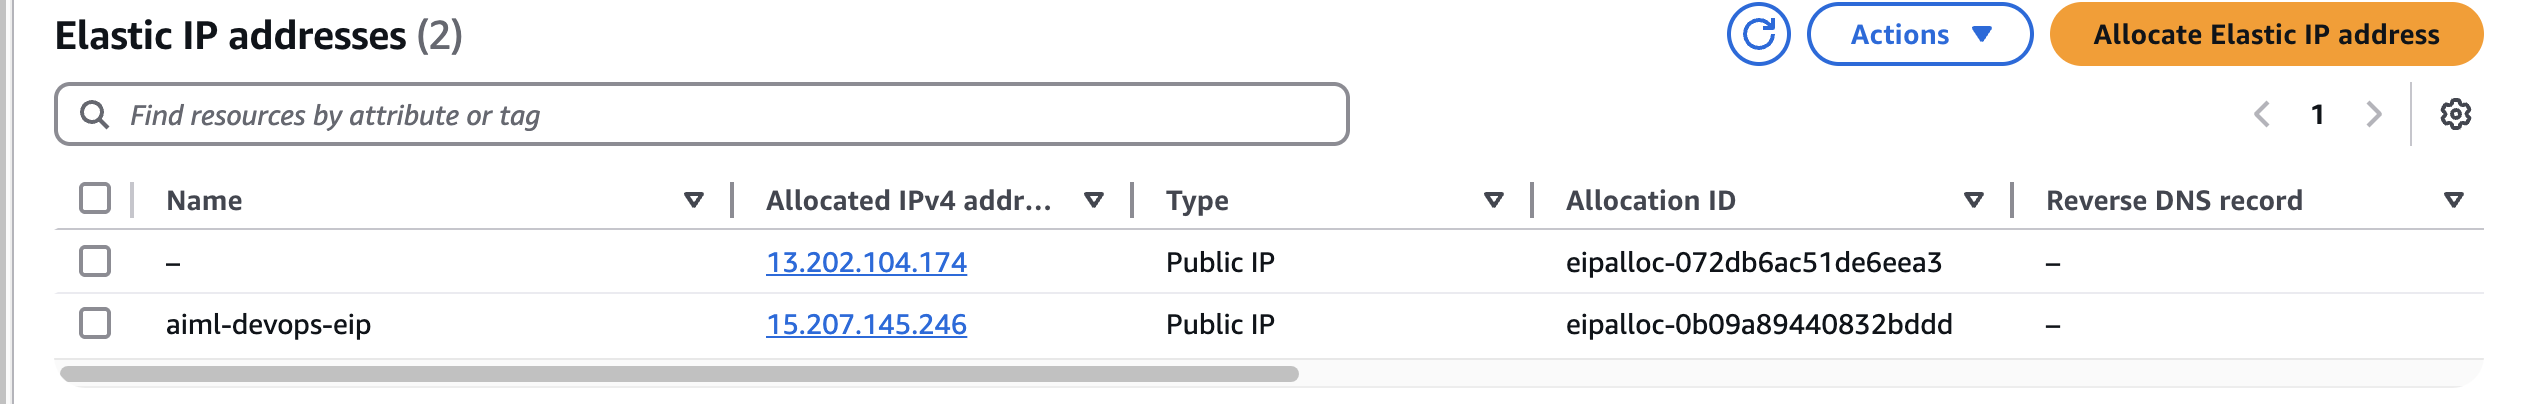 Elastic IP addresses (2)
Actions
Allocate Elastic IP address
Find resources by attribute or tag
1
Name Allocated IPv4 addr... Type Allocation ID Reverse DNS record
– 13.202.104.174 Public IP eipalloc-072db6ac51de6eea3 –
aiml-devops-eip 15.207.145.246 Public IP eipalloc-0b09a89440832bddd –